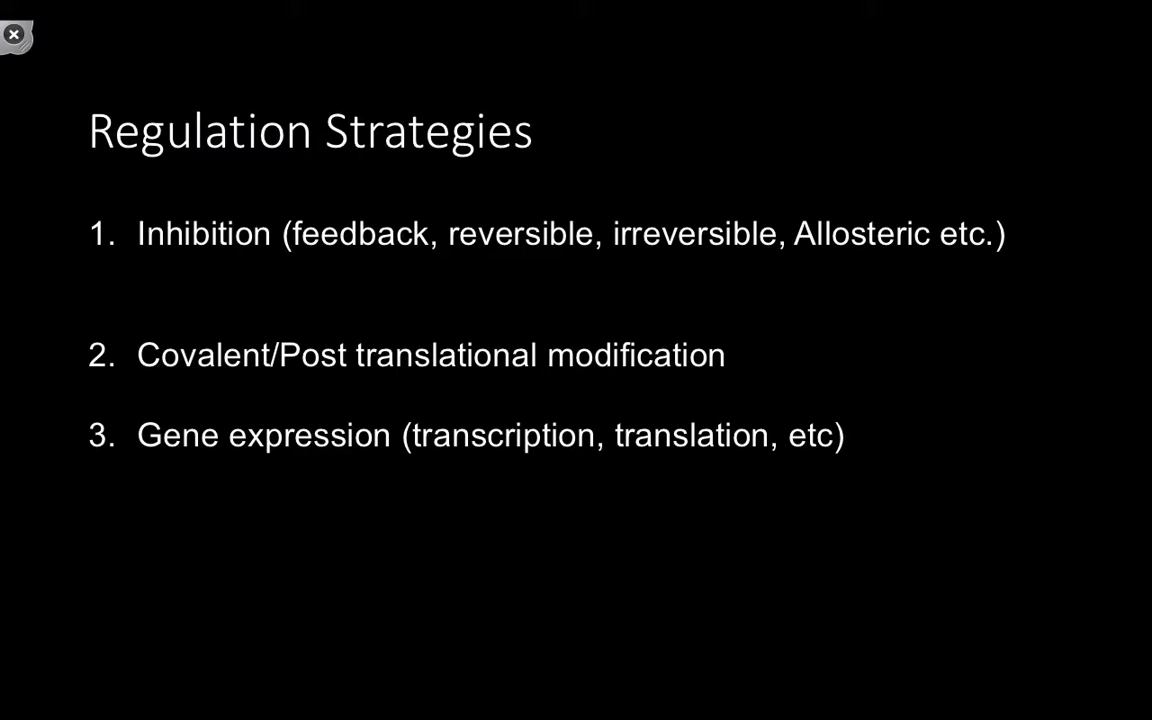 Regulation Strategies
1. Inhibition (feedback, reversible, irreversible, Allosteric etc.)
2. Covalent/Post translational modification
3. Gene expression (transcription, translation, etc)